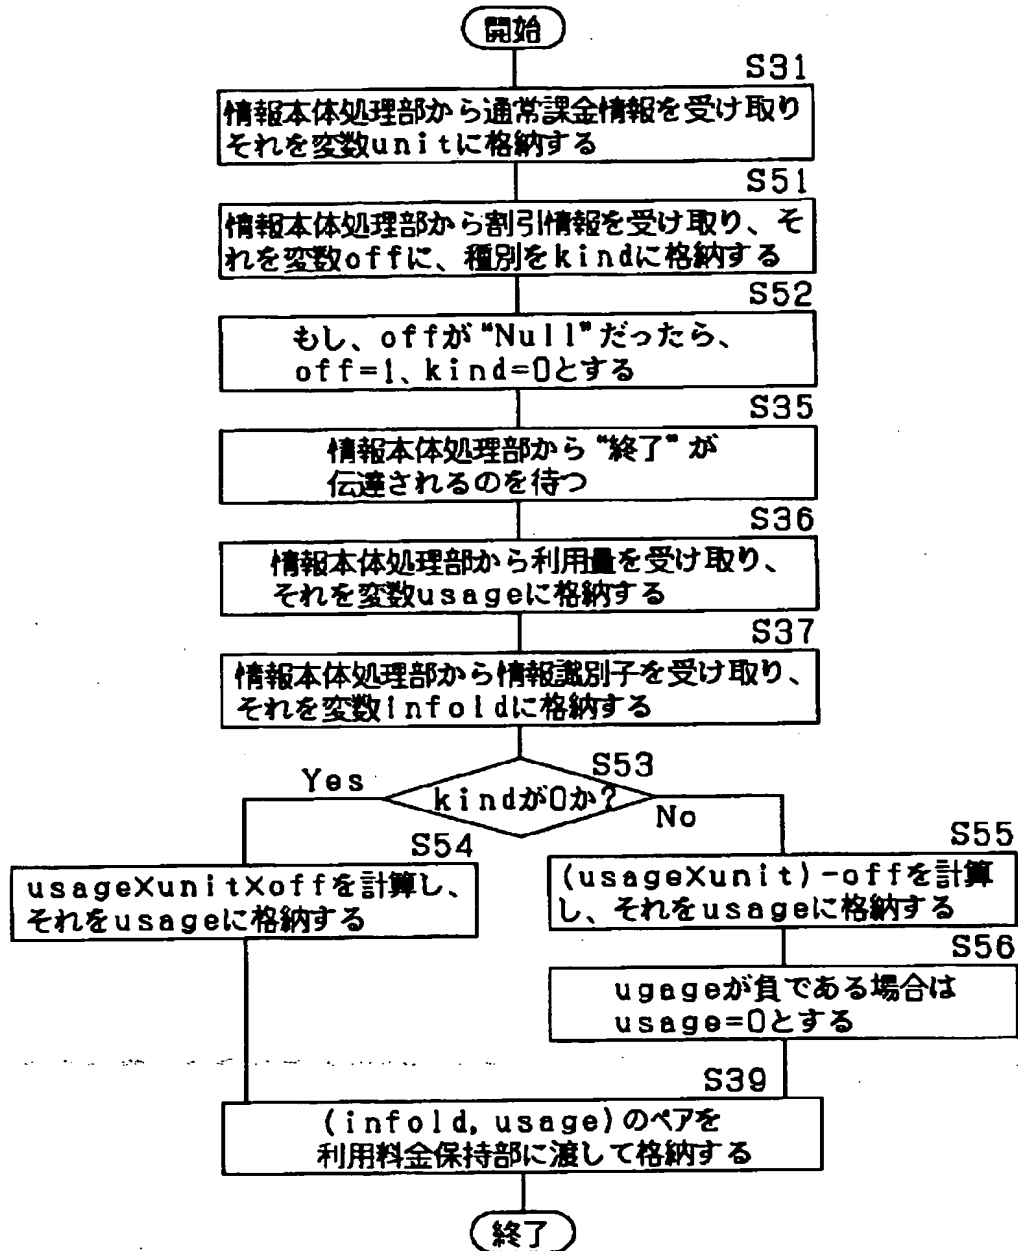 開始
S31
情報本体処理部から通常課金情報を受け取り
それを変数unitに格納する
S51
情報本体処理部から割引情報を受け取り、そ
れを変数offに、種別をkindに格納する
S52
もし、offが“Null”だったら、
off=1、kind=0とする
S35
情報本体処理部から“終了”が
伝達されるのを待つ
S36
情報本体処理部から利用量を受け取り、
それを変数usageに格納する
S37
情報本体処理部から情報識別子を受け取り、
それを変数infoIdに格納する
S53
kindが0か?
Yes
No
S54
usage×unit×offを計算し、
それをusageに格納する
S55
(usage×unit)-offを計算
し、それをusageに格納する
S56
ugageが負である場合は
usage=0とする
S39
(infoId,usage)のペアを
利用料金保持部に渡して格納する
終了